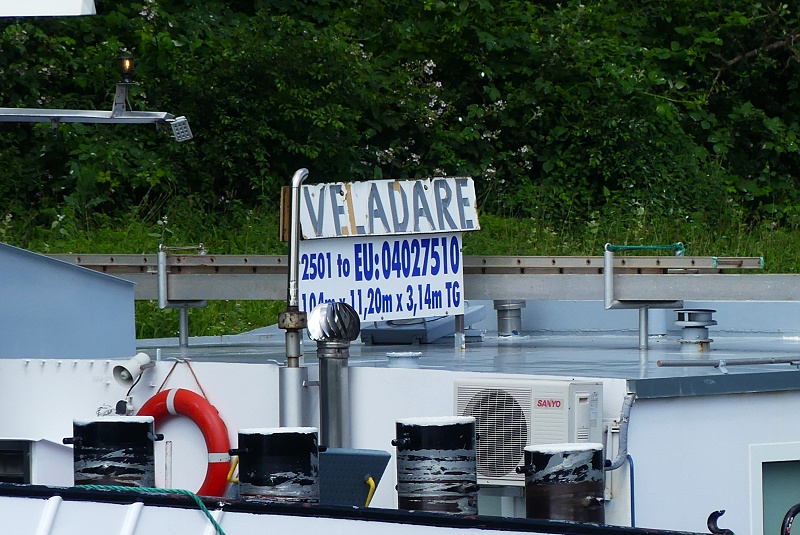 VELADARE
2501 to EU: 04027510
104m x 11,20m x 3,14m TG
SANYO